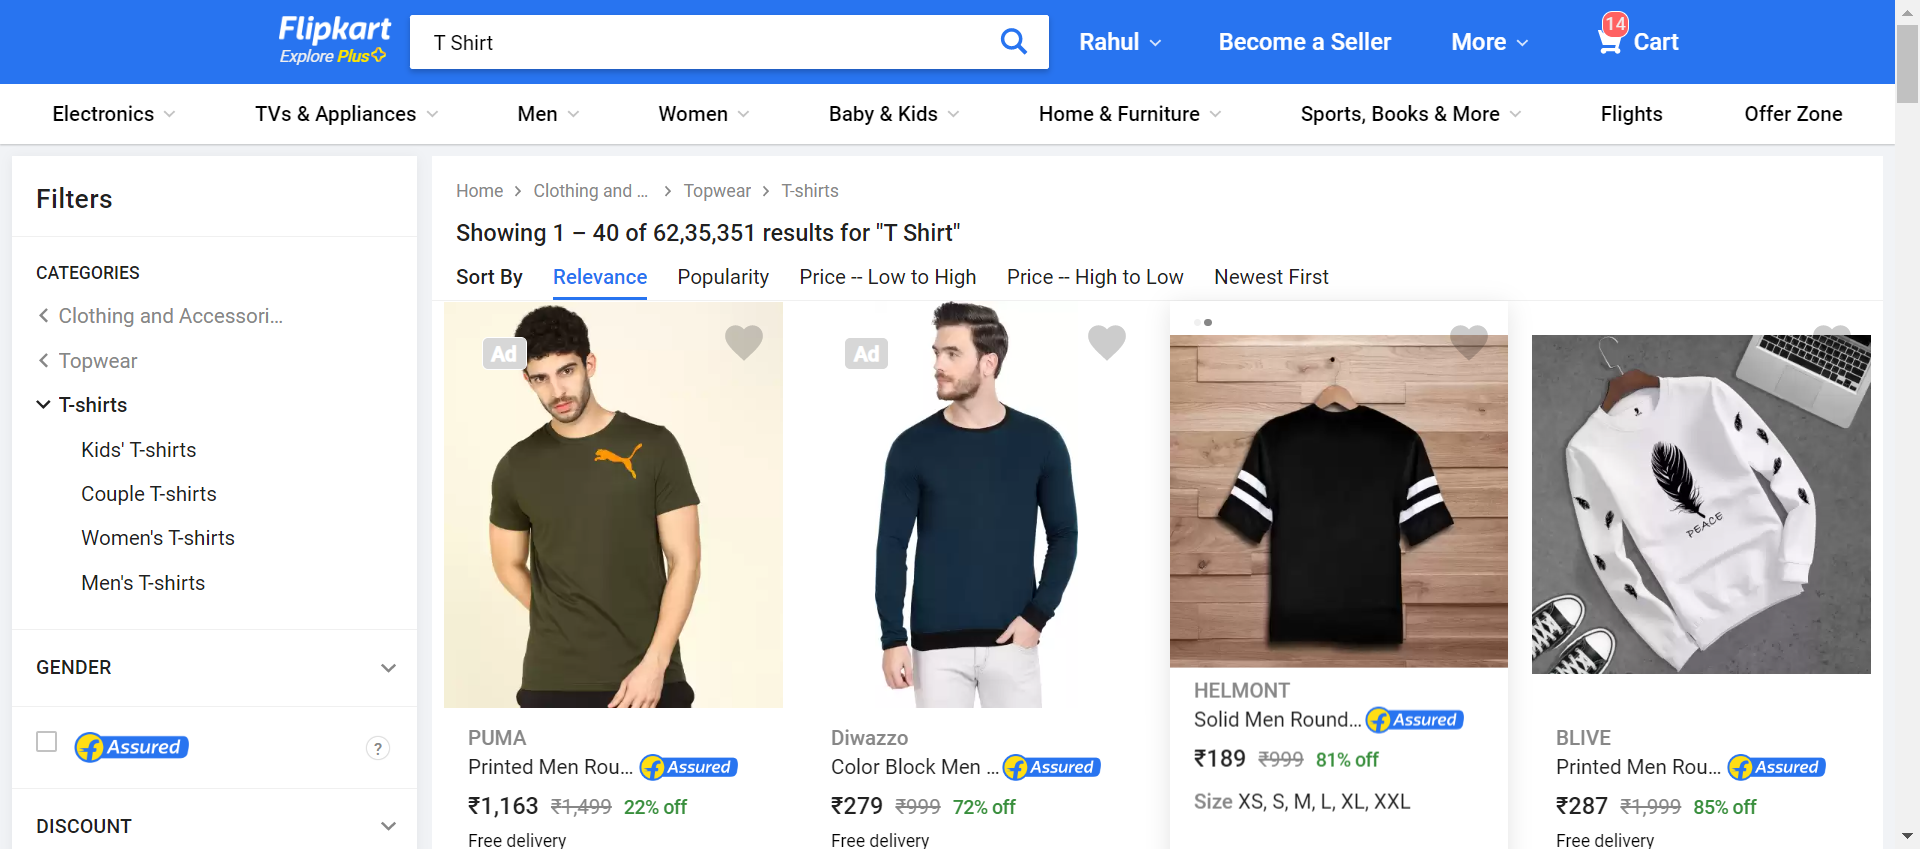 Flipkart
Explore Plus
T Shirt
Rahul
Become a Seller
More
14
Cart
Electronics
TVs & Appliances
Men
Women
Baby & Kids
Home & Furniture
Sports, Books & More
Flights
Offer Zone
Filters
CATEGORIES
Clothing and Accessori...
Topwear
T-shirts
Kids' T-shirts
Couple T-shirts
Women's T-shirts
Men's T-shirts
GENDER
Assured
?
DISCOUNT
Home > Clothing and ... > Topwear > T-shirts
Showing 1 – 40 of 62,35,351 results for "T Shirt"
Sort By Relevance Popularity Price -- Low to High Price -- High to Low Newest First
Ad
PUMA
Printed Men Rou... Assured
₹1,163 ₹1,499 22% off
Free delivery
Ad
Diwazzo
Color Block Men ... Assured
₹279 ₹999 72% off
Free delivery
HELMONT
Solid Men Round... Assured
₹189 ₹999 81% off
Size XS, S, M, L, XL, XXL
PEACE
BLIVE
Printed Men Rou... Assured
₹287 ₹1,999 85% off
Free delivery